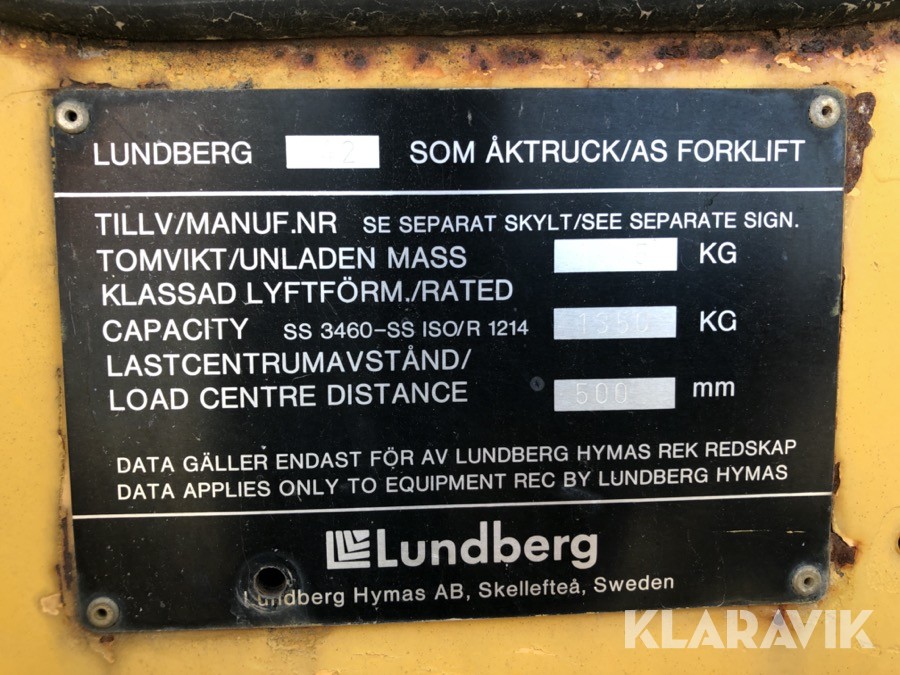 LUNDBERG 2 SOM ÅKTRUCK/AS FORKLIFT
TILLV/MANUF.NR SE SEPARAT SKYLT/SEE SEPARATE SIGN.
TOMVIKT/UNLADEN MASS KG
KLASSAD LYFTFÖRM./RATED
CAPACITY SS 3460-SS ISO/R 1214 1350 KG
LASTCENTRUMAVSTÅND/
LOAD CENTRE DISTANCE 500 mm
DATA GÄLLER ENDAST FÖR AV LUNDBERG HYMAS REK REDSKAP
DATA APPLIES ONLY TO EQUIPMENT REC BY LUNDBERG HYMAS
Lundberg
Lundberg Hymas AB, Skellefteå, Sweden
KLARAVIK